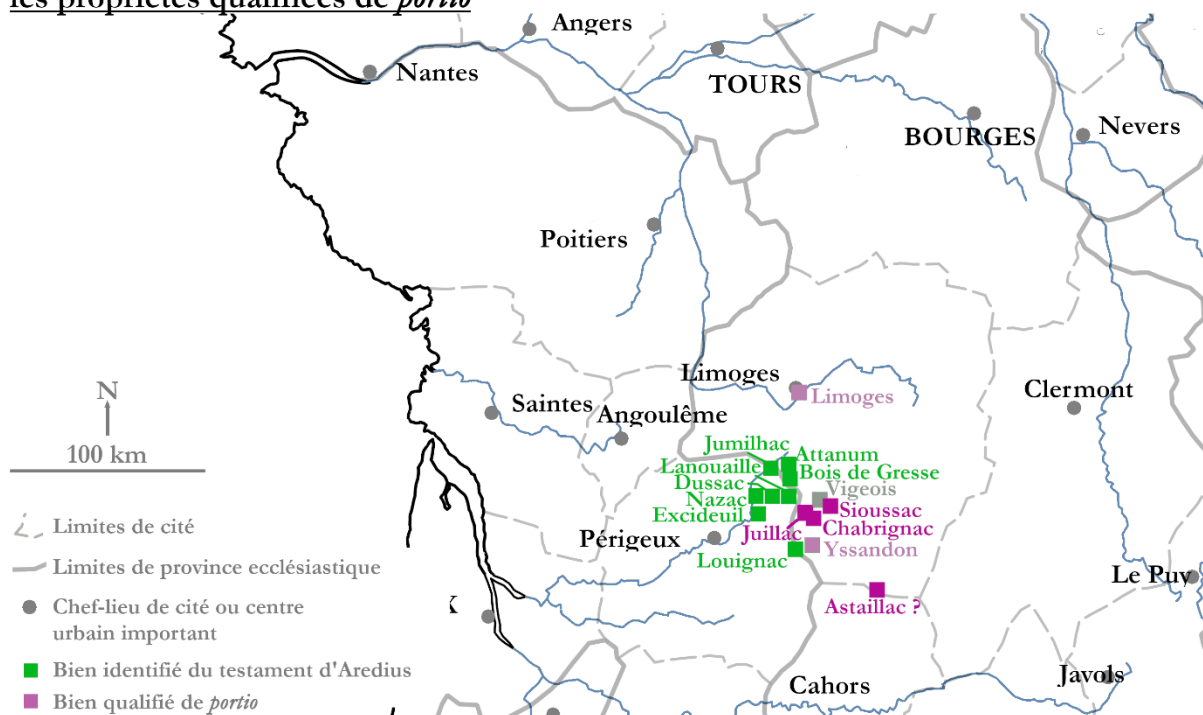 les propriétés qualifiées de portio
Angers
Nantes
TOURS
BOURGES
Nevers
Poitiers
Limoges
Limoges
Clermont
N
100 km
Saintes
Angoulême
Jumilhac
Attanum
Lanouaille
Bois de Gresse
Dussac
Vigeois
Nazac
Sioussac
Excideuil
Chabrignac
Juillac
Périgeux
Yssandon
Louignac
Le Puy
Astaillac ?
Javols
Cahors
Limites de cité
Limites de province ecclésiastique
Chef-lieu de cité ou centre
urbain important
Bien identifié du testament d'Aredius
Bien qualifié de portio